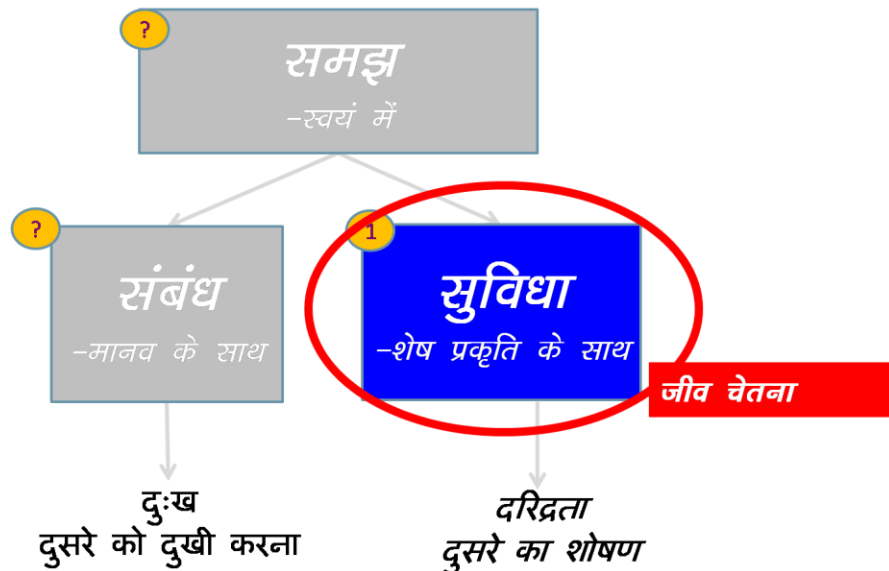 ?
समझ
–स्वयं में
?
संबंध
–मानव के साथ
1
सुविधा
–शेष प्रकृति के साथ
जीव चेतना
दुःख
दुसरे को दुखी करना
दरिद्रता
दुसरे का शोषण